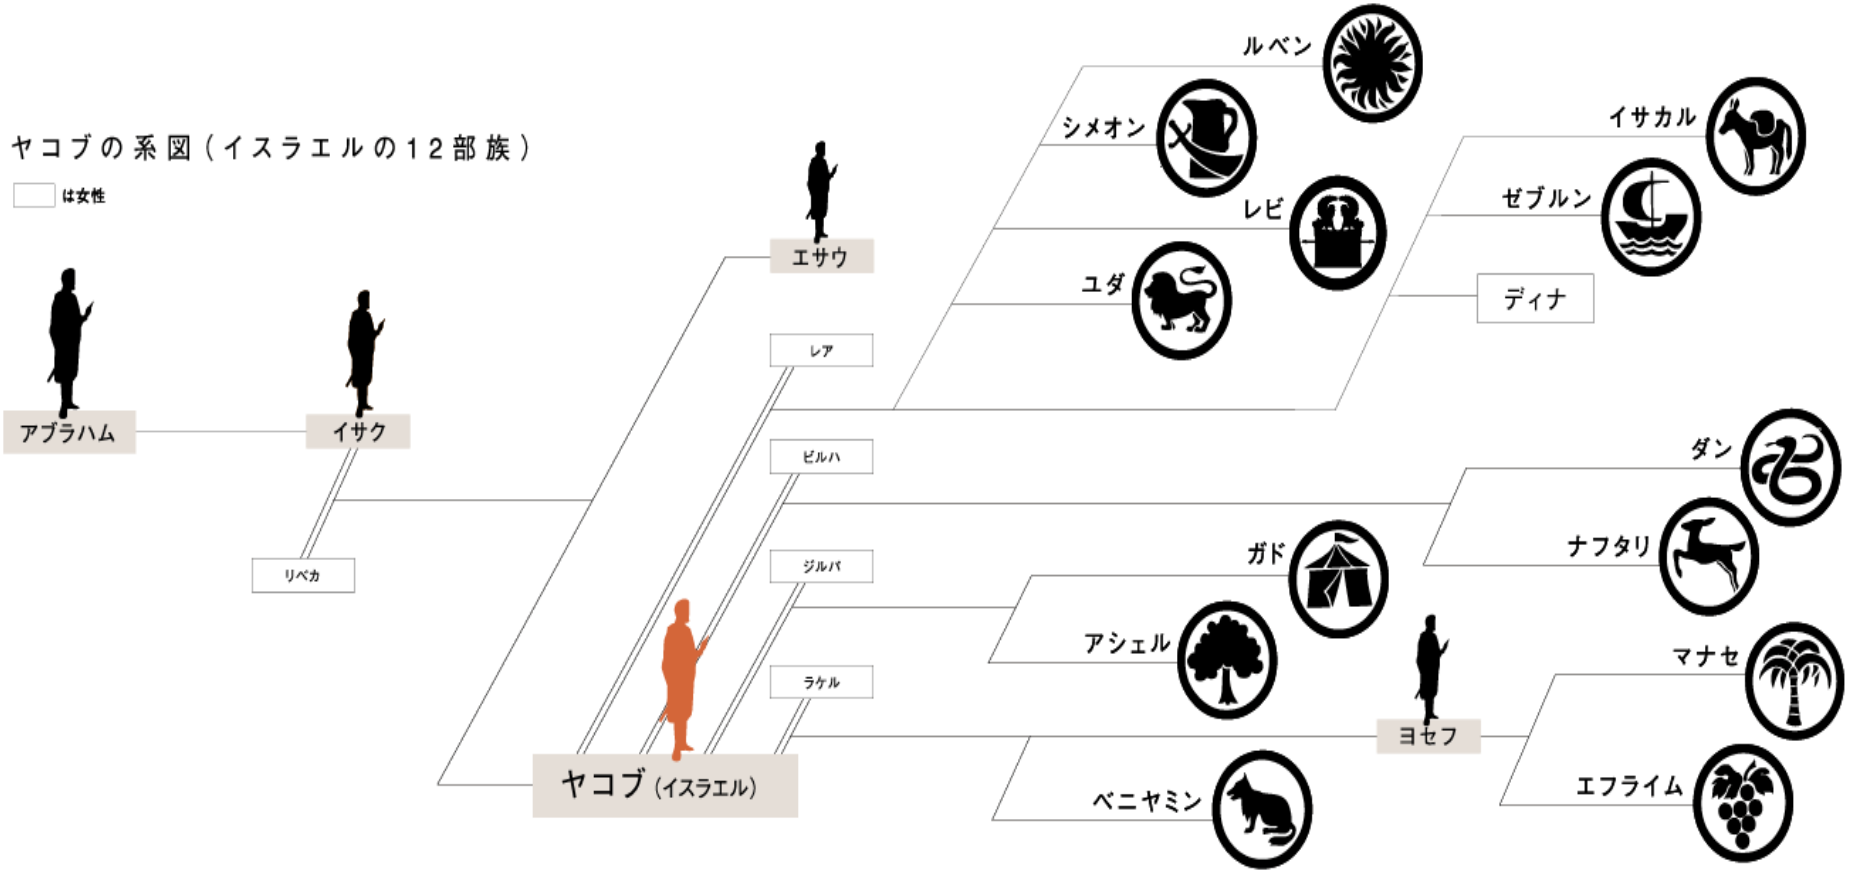 ヤコブの系図(イスラエルの12部族)
は女性
アブラハム
イサク
リベカ
エサウ
ヤコブ(イスラエル)
レア
ビルハ
ジルパ
ラケル
ルベン
シメオン
レビ
ユダ
イサカル
ゼブルン
ディナ
ダン
ナフタリ
ガド
アシェル
ヨセフ
マナセ
エフライム
ベニヤミン